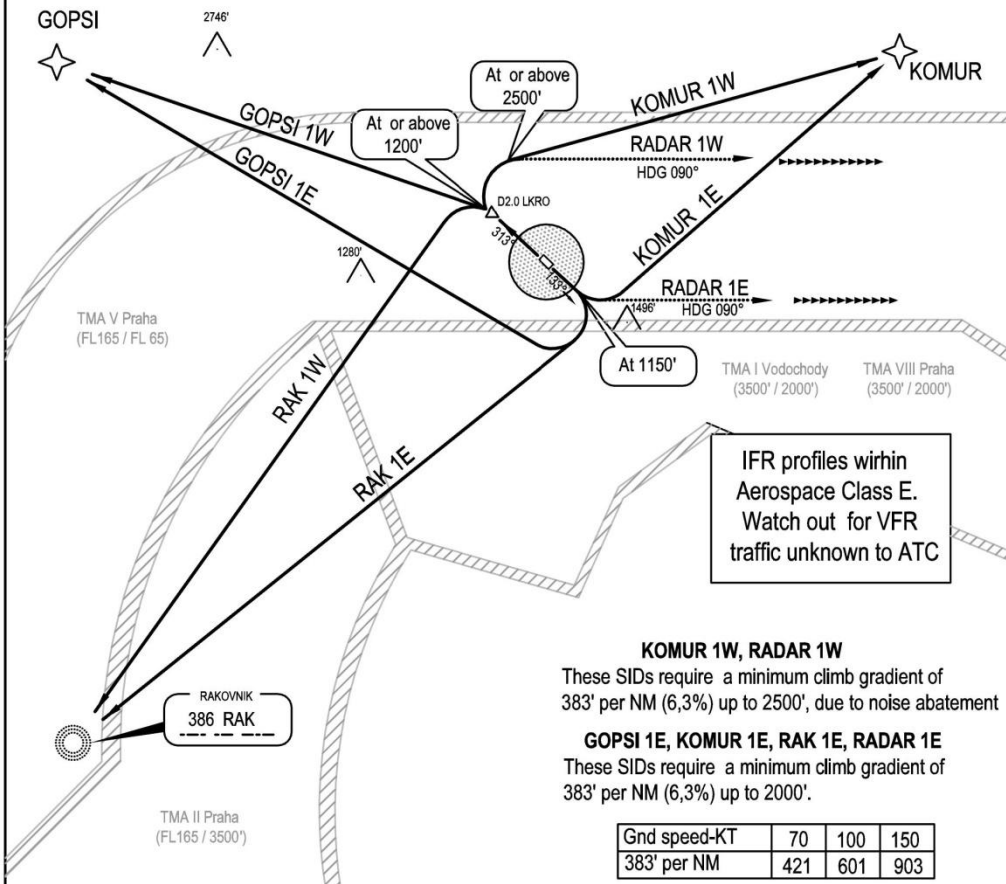 GOPSI
2746'
KOMUR
At or above
2500'
KOMUR 1W
At or above
1200'
GOPSI 1W
RADAR 1W
HDG 090°
GOPSI 1E
D2.0 LKRO
KOMUR 1E
313°
133°
1280'
RADAR 1E
HDG 090°
1496'
TMA V Praha
(FL165 / FL 65)
At 1150'
TMA I Vodochody
(3500' / 2000')
TMA VIII Praha
(3500' / 2000')
RAK 1W
RAK 1E
IFR profiles wirhin
Aerospace Class E.
Watch out for VFR
traffic unknown to ATC
KOMUR 1W, RADAR 1W
These SIDs require a minimum climb gradient of
383' per NM (6,3%) up to 2500', due to noise abatement
RAKOVNIK
386 RAK
GOPSI 1E, KOMUR 1E, RAK 1E, RADAR 1E
These SIDs require a minimum climb gradient of
383' per NM (6,3%) up to 2000'.
TMA II Praha
(FL165 / 3500')
Gnd speed-KT 70 100 150
383' per NM 421 601 903